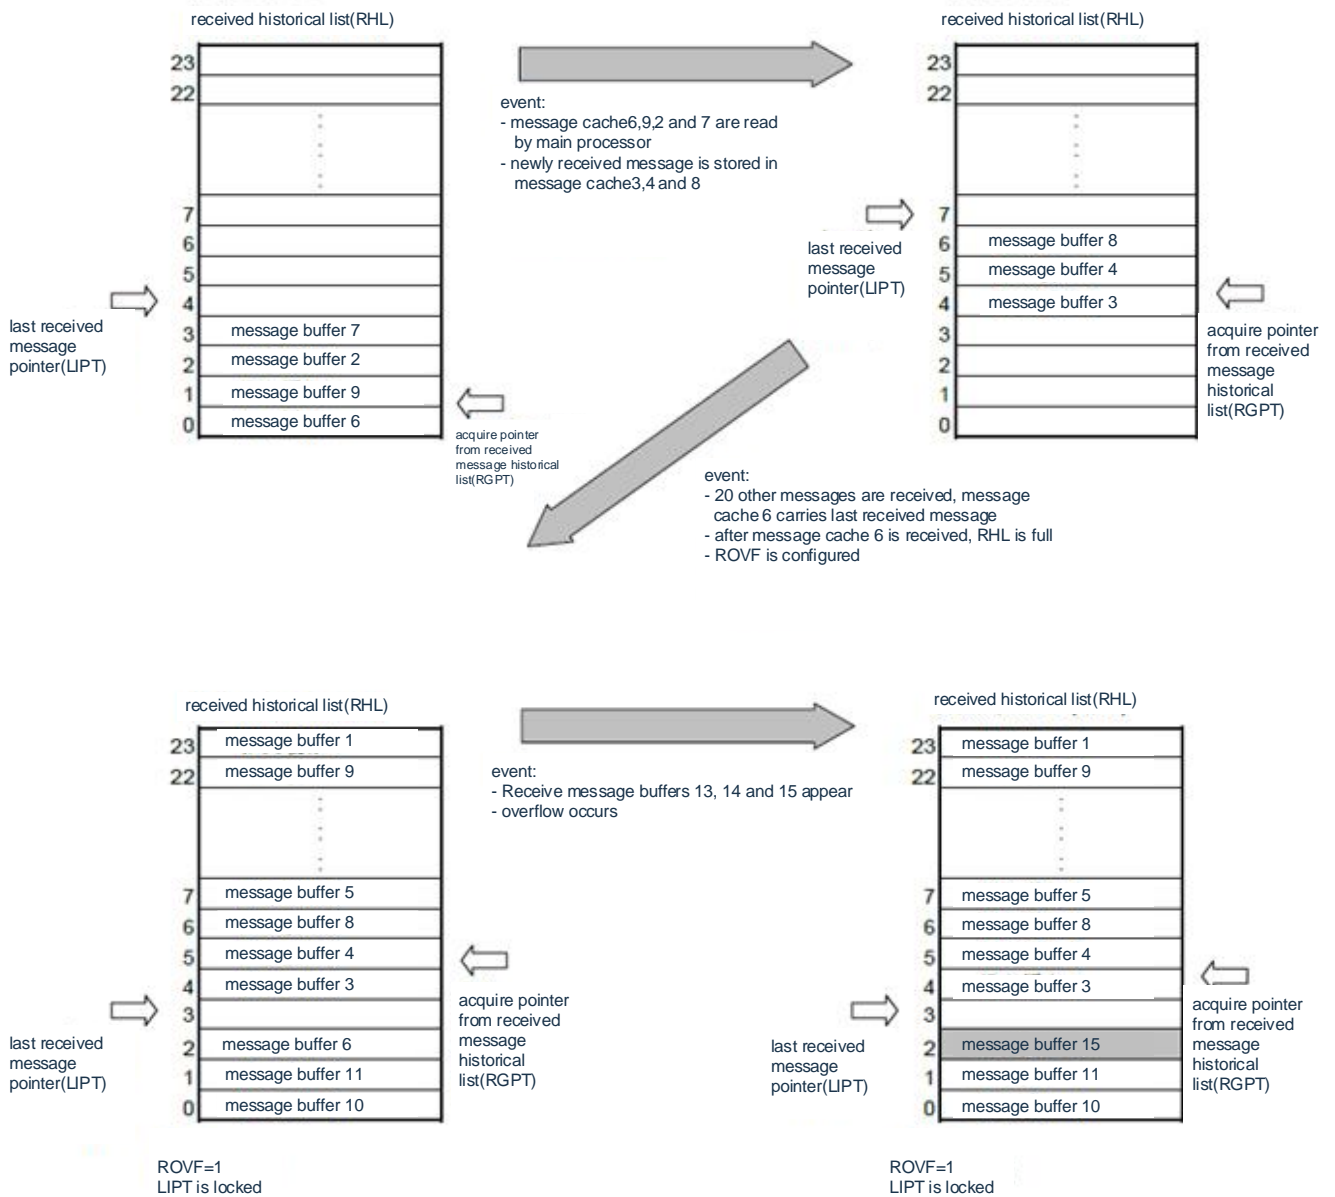 received historical list(RHL)
23
22
7
6
5
4
3
2
1
0
message buffer 7
message buffer 2
message buffer 9
message buffer 6
last received
message
pointer(LIPT)
acquire pointer
from received
message historical
list(RGPT)
event:
- message cache6,9,2 and 7 are read
by main processor
- newly received message is stored in
message cache3,4 and 8
received historical list(RHL)
23
22
7
6
5
4
3
2
1
0
message buffer 8
message buffer 4
message buffer 3
last received
message
pointer(LIPT)
acquire pointer
from received
message
historical
list(RGPT)
event:
- 20 other messages are received, message
cache 6 carries last received message
- after message cache 6 is received, RHL is full
- ROVF is configured
received historical list(RHL)
23
22
7
6
5
4
3
2
1
0
message buffer 1
message buffer 9
message buffer 5
message buffer 8
message buffer 4
message buffer 3
message buffer 6
message buffer 11
message buffer 10
last received
message
pointer(LIPT)
acquire pointer
from received
message
historical
list(RGPT)
ROVF=1
LIPT is locked
event:
- Receive message buffers 13, 14 and 15 appear
- overflow occurs
received historical list(RHL)
23
22
7
6
5
4
3
2
1
0
message buffer 1
message buffer 9
message buffer 5
message buffer 8
message buffer 4
message buffer 3
message buffer 15
message buffer 11
message buffer 10
last received
message
pointer(LIPT)
acquire pointer
from received
message
historical
list(RGPT)
ROVF=1
LIPT is locked